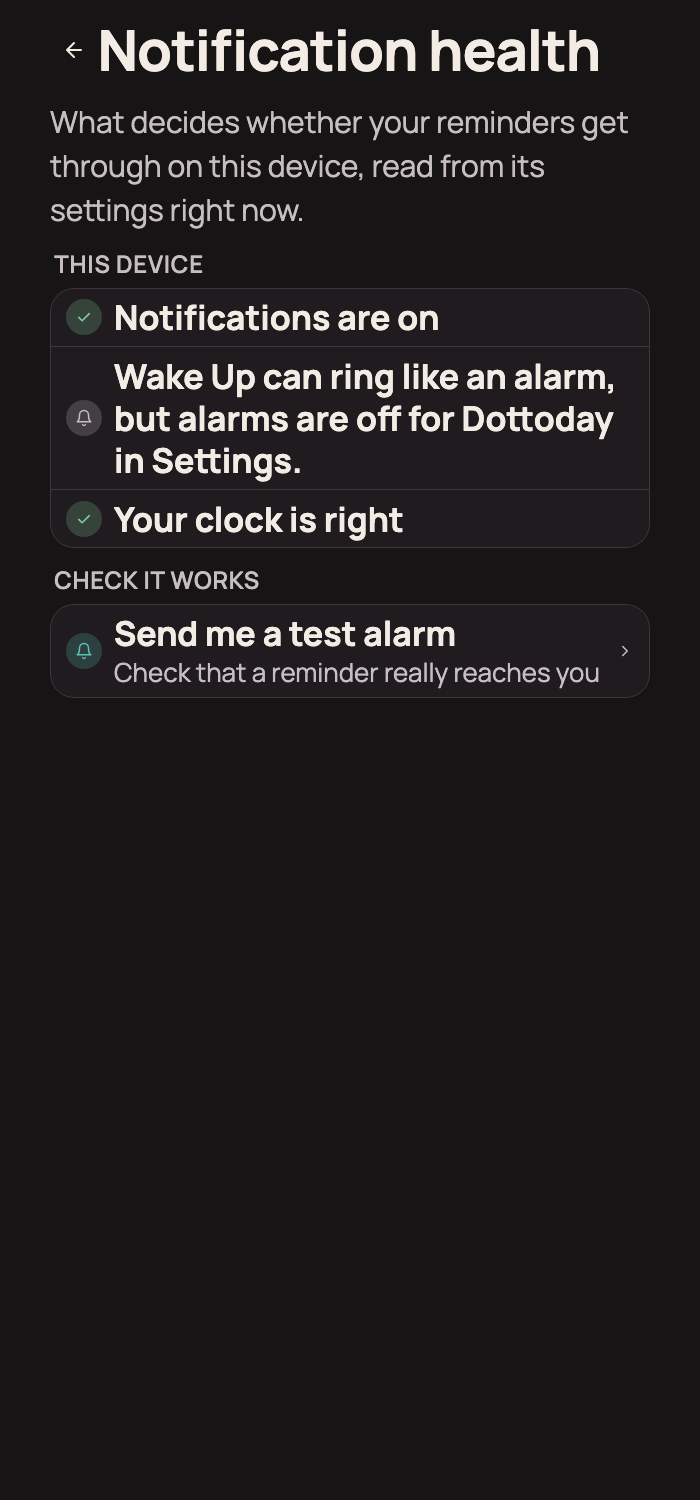 Notification health
What decides whether your reminders get
through on this device, read from its
settings right now.
THIS DEVICE
Notifications are on
Wake Up can ring like an alarm,
but alarms are off for Dottoday
in Settings.
Your clock is right
CHECK IT WORKS
Send me a test alarm
Check that a reminder really reaches you